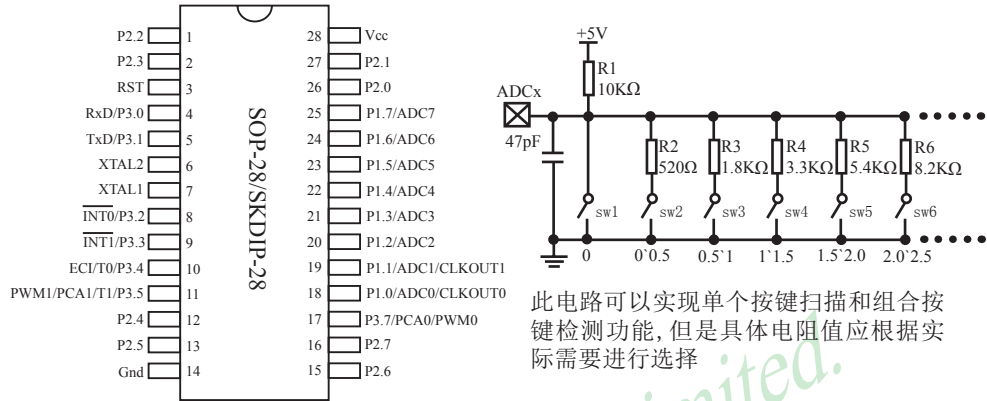 P2.2 1
P2.3 2
RST 3
RxD/P3.0 4
TxD/P3.1 5
XTAL2 6
XTAL1 7
INT0/P3.2 8
INT1/P3.3 9
ECI/T0/P3.4 10
PWM1/PCA1/T1/P3.5 11
P2.4 12
P2.5 13
Gnd 14
SOP-28/SKDIP-28
28 Vcc
27 P2.1
26 P2.0
25 P1.7/ADC7
24 P1.6/ADC6
23 P1.5/ADC5
22 P1.4/ADC4
21 P1.3/ADC3
20 P1.2/ADC2
19 P1.1/ADC1/CLKOUT1
18 P1.0/ADC0/CLKOUT0
17 P3.7/PCA0/PWM0
16 P2.7
15 P2.6
+5V
R1
10KΩ
ADCx
47pF
R2
520Ω
R3
1.8KΩ
R4
3.3KΩ
R5
5.4KΩ
R6
8.2KΩ
sw1 sw2 sw3 sw4 sw5 sw6
0 0`0.5 0.5`1 1`1.5 1.5`2.0 2.0`2.5
此电路可以实现单个按键扫描和组合按
键检测功能,但是具体电阻值应根据实
际需要进行选择